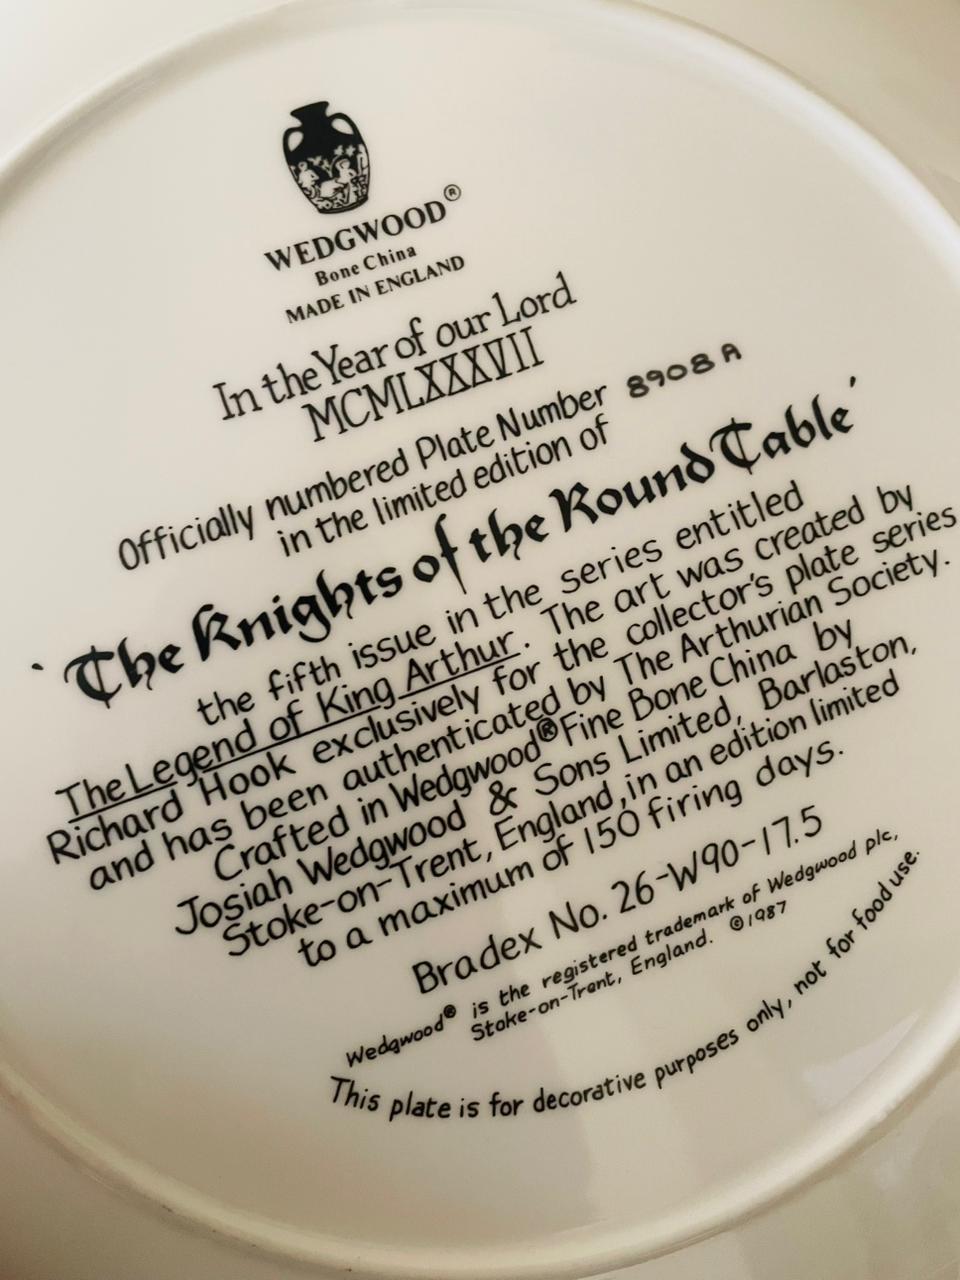 WEDGWOOD®
Bone China
MADE IN ENGLAND
In the Year of our Lord
MCMLXXXVII
Officially numbered Plate Number 8908 A
in the limited edition of
‘The Knights of the Round Table’
the fifth issue in the series entitled
The Legend of King Arthur. The art was created by
Richard Hook exclusively for the collector's plate series
and has been authenticated by The Arthurian Society.
Crafted in Wedgwood® Fine Bone China by
Josiah Wedgwood & Sons Limited, Barlaston,
Stoke-on-Trent, England, in an edition limited
to a maximum of 150 firing days.
Bradex No. 26-W90-17.5
Wedgwood® is the registered trademark of Wedgwood plc,
Stoke-on-Trent, England. ©1987
This plate is for decorative purposes only, not for food use.